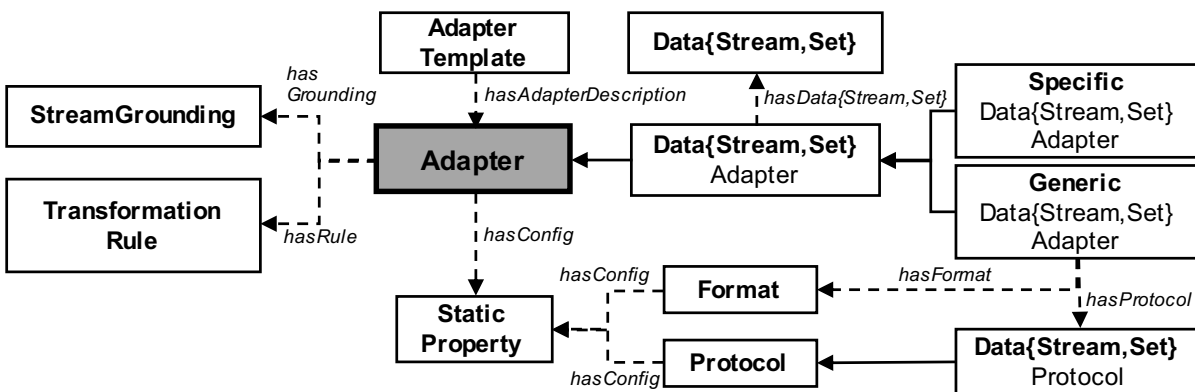 Adapter
Template
Data{Stream,Set}
has
Grounding
hasAdapterDescription
hasData{Stream,Set}
Specific
Data{Stream,Set}
Adapter
StreamGrounding
Adapter
Data{Stream,Set}
Adapter
Generic
Data{Stream,Set}
Adapter
Transformation
Rule
hasRule
hasConfig
hasConfig
Format
hasFormat
hasProtocol
Static
Property
hasConfig
Protocol
Data{Stream,Set}
Protocol